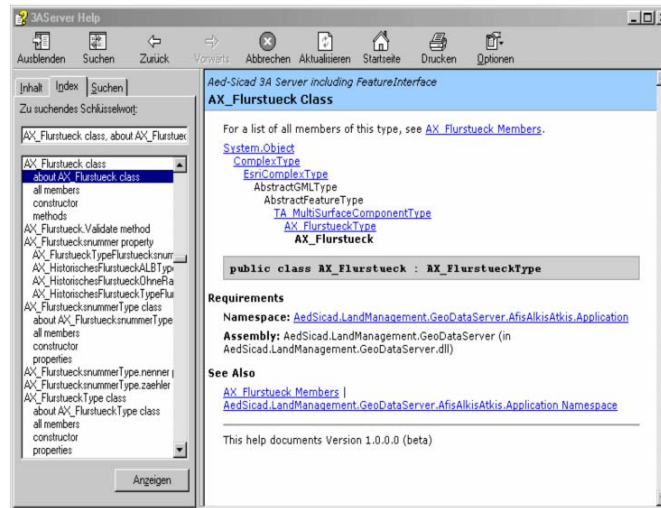 3AServer Help
Ausblenden Suchen Zurück Vorwärts Abbrechen Aktualisieren Startseite Drucken Optionen
Inhalt Index Suchen
Zu suchendes Schlüsselwort:
AX_Flurstueck class, about AX_Flurstuec
AX_Flurstueck class
about AX_Flurstueck class
all members
constructor
methods
AX_Flurstueck.Validate method
AX_Flurstuecksnummer property
AX_FlurstueckTypeFlurstuecksnum
AX_HistorischesFlurstueckALBType
AX_HistorischesFlurstueckOhneRa
AX_HistorischesFlurstueckTypeFlur
AX_FlurstuecksnummerType class
about AX_FlurstuecksnummerType
all members
constructor
properties
AX_FlurstuecksnummerType.nenner
AX_FlurstuecksnummerType.zaehler
AX_FlurstueckType class
about AX_FlurstueckType class
all members
constructor
properties
Anzeigen
Aed-Sicad 3A Server including FeatureInterface
AX_Flurstueck Class
For a list of all members of this type, see AX_Flurstueck Members.
System.Object
ComplexType
EsriComplexType
AbstractGMLType
AbstractFeatureType
TA_MultiSurfaceComponentType
AX_FlurstueckType
AX_Flurstueck
public class AX_Flurstueck : AX_FlurstueckType
Requirements
Namespace: AedSicad.LandManagement.GeoDataServer.AfisAlkisAtkis.Application
Assembly: AedSicad.LandManagement.GeoDataServer (in
AedSicad.LandManagement.GeoDataServer.dll)
See Also
AX_Flurstueck Members |
AedSicad.LandManagement.GeoDataServer.AfisAlkisAtkis.Application Namespace
This help documents Version 1.0.0.0 (beta)